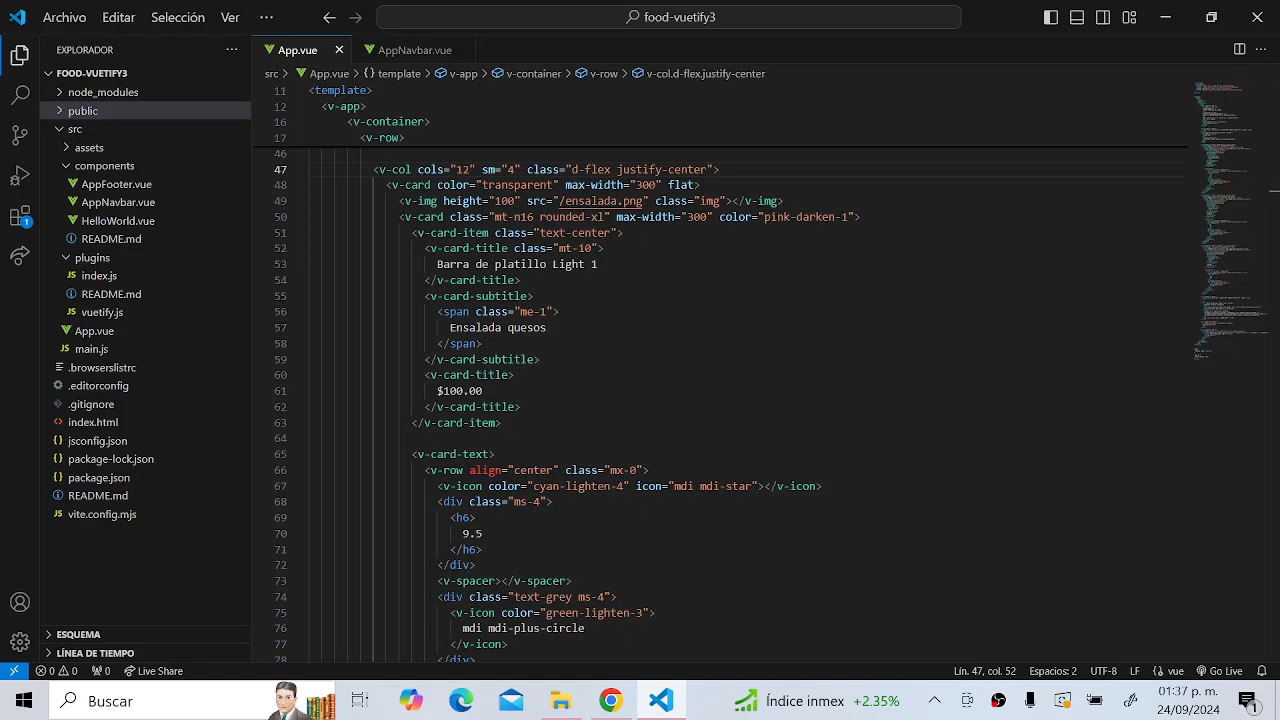 Archivo Editar Selección Ver ··· food-vuetify3
EXPLORADOR ···
App.vue AppNavbar.vue
FOOD-VUETIFY3
src > App.vue > {} template > v-app > v-container > v-row > v-col.d-flex.justify-center
node_modules
public
src
assets
components
AppFooter.vue
AppNavbar.vue
HelloWorld.vue
README.md
plugins
index.js
README.md
vuetify.js
App.vue
main.js
.browserslistrc
.editorconfig
.gitignore
index.html
jsconfig.json
package-lock.json
package.json
README.md
vite.config.mjs
ESQUEMA
LÍNEA DE TIEMPO
11 <template>
12 <v-app>
16 <v-container>
17 <v-row>
46
47 <v-col cols="12" sm= class="d-flex justify-center">
48 <v-card color="transparent" max-width="300" flat>
49 <v-img height= "/ensalada.png" class="img"></v-img>
50 <v-card class="mt-n16 rounded-xl" max-width="300" color="pink-darken-1">
51 <v-card-item class="text-center">
52 <v-card-title class="mt-10">
53 Barra de platillo Light 1
54 </v-card-title>
55 <v-card-subtitle>
56 <span class="me-1">
57 Ensalada quesos
58 </span>
59 </v-card-subtitle>
60 <v-card-title>
61 $100.00
62 </v-card-title>
63 </v-card-item>
64
65 <v-card-text>
66 <v-row align="center" class="mx-0">
67 <v-icon color="cyan-lighten-4" icon="mdi mdi-star"></v-icon>
68 <div class="ms-4">
69 <h6>
70 9.5
71 </h6>
72 </div>
73 <v-spacer></v-spacer>
74 <div class="text-grey ms-4">
75 <v-icon color="green-lighten-3">
76 mdi mdi-plus-circle
77 </v-icon>
78 </div>
1
0 0 0 Live Share Lín. 47, col. 52 Espacios: 2 UTF-8 LF {} vue Go Live
Buscar Índice inmex +2.35% 01:37 p. m.
24/09/2024 1